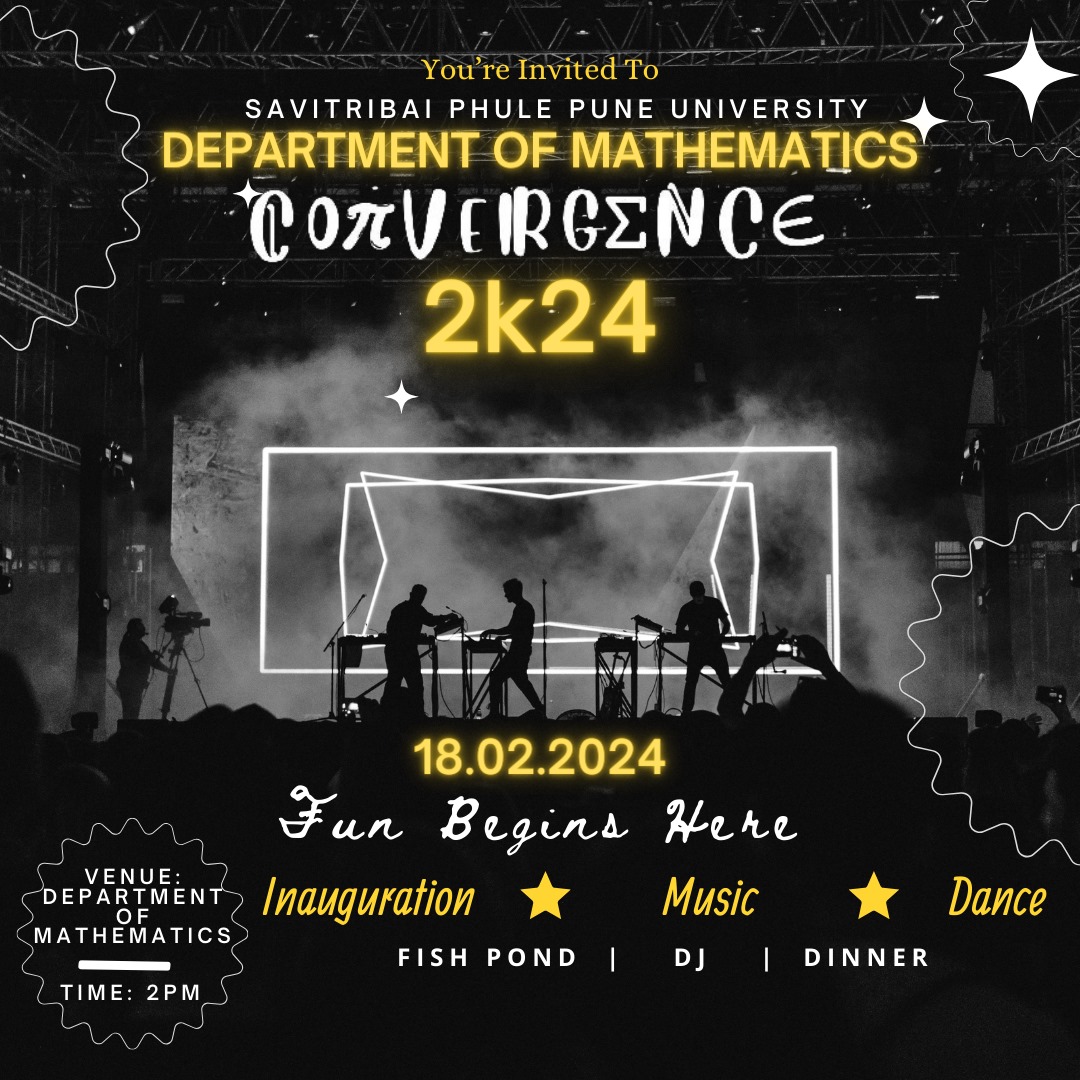 You're Invited To
SAVITRIBAI PHULE PUNE UNIVERSITY
DEPARTMENT OF MATHEMATICS
COπVERGΣNCE
2k24
18.02.2024
Fun Begins Here
Inauguration Music Dance
FISH POND | DJ | DINNER
VENUE:
DEPARTMENT
OF
MATHEMATICS
TIME: 2PM